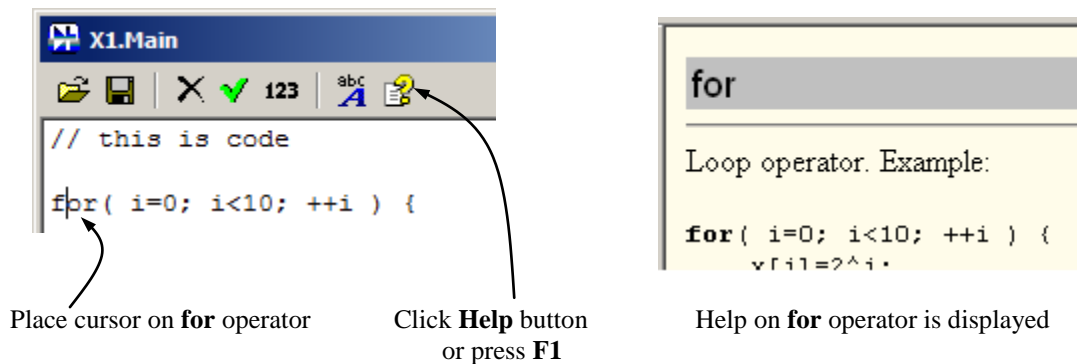 X1.Main
123 abc A
// this is code
for( i=0; i<10; ++i ) {
for
Loop operator. Example:
for( i=0; i<10; ++i ) {
x[i]=2^i;
Place cursor on for operator
Click Help button
or press F1
Help on for operator is displayed